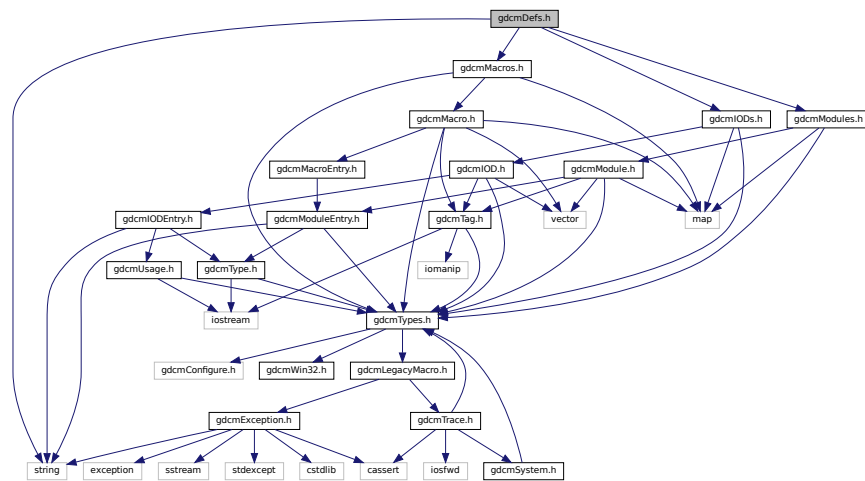 gdcmDefs.h
gdcmMacros.h
gdcmMacro.h
gdcmIODs.h
gdcmModules.h
gdcmMacroEntry.h
gdcmIOD.h
gdcmModule.h
gdcmIODEntry.h
gdcmModuleEntry.h
gdcmTag.h
vector
map
gdcmUsage.h
gdcmType.h
iomanip
iostream
gdcmTypes.h
gdcmConfigure.h
gdcmWin32.h
gdcmLegacyMacro.h
gdcmException.h
gdcmTrace.h
string
exception
sstream
stdexcept
cstdlib
cassert
iosfwd
gdcmSystem.h